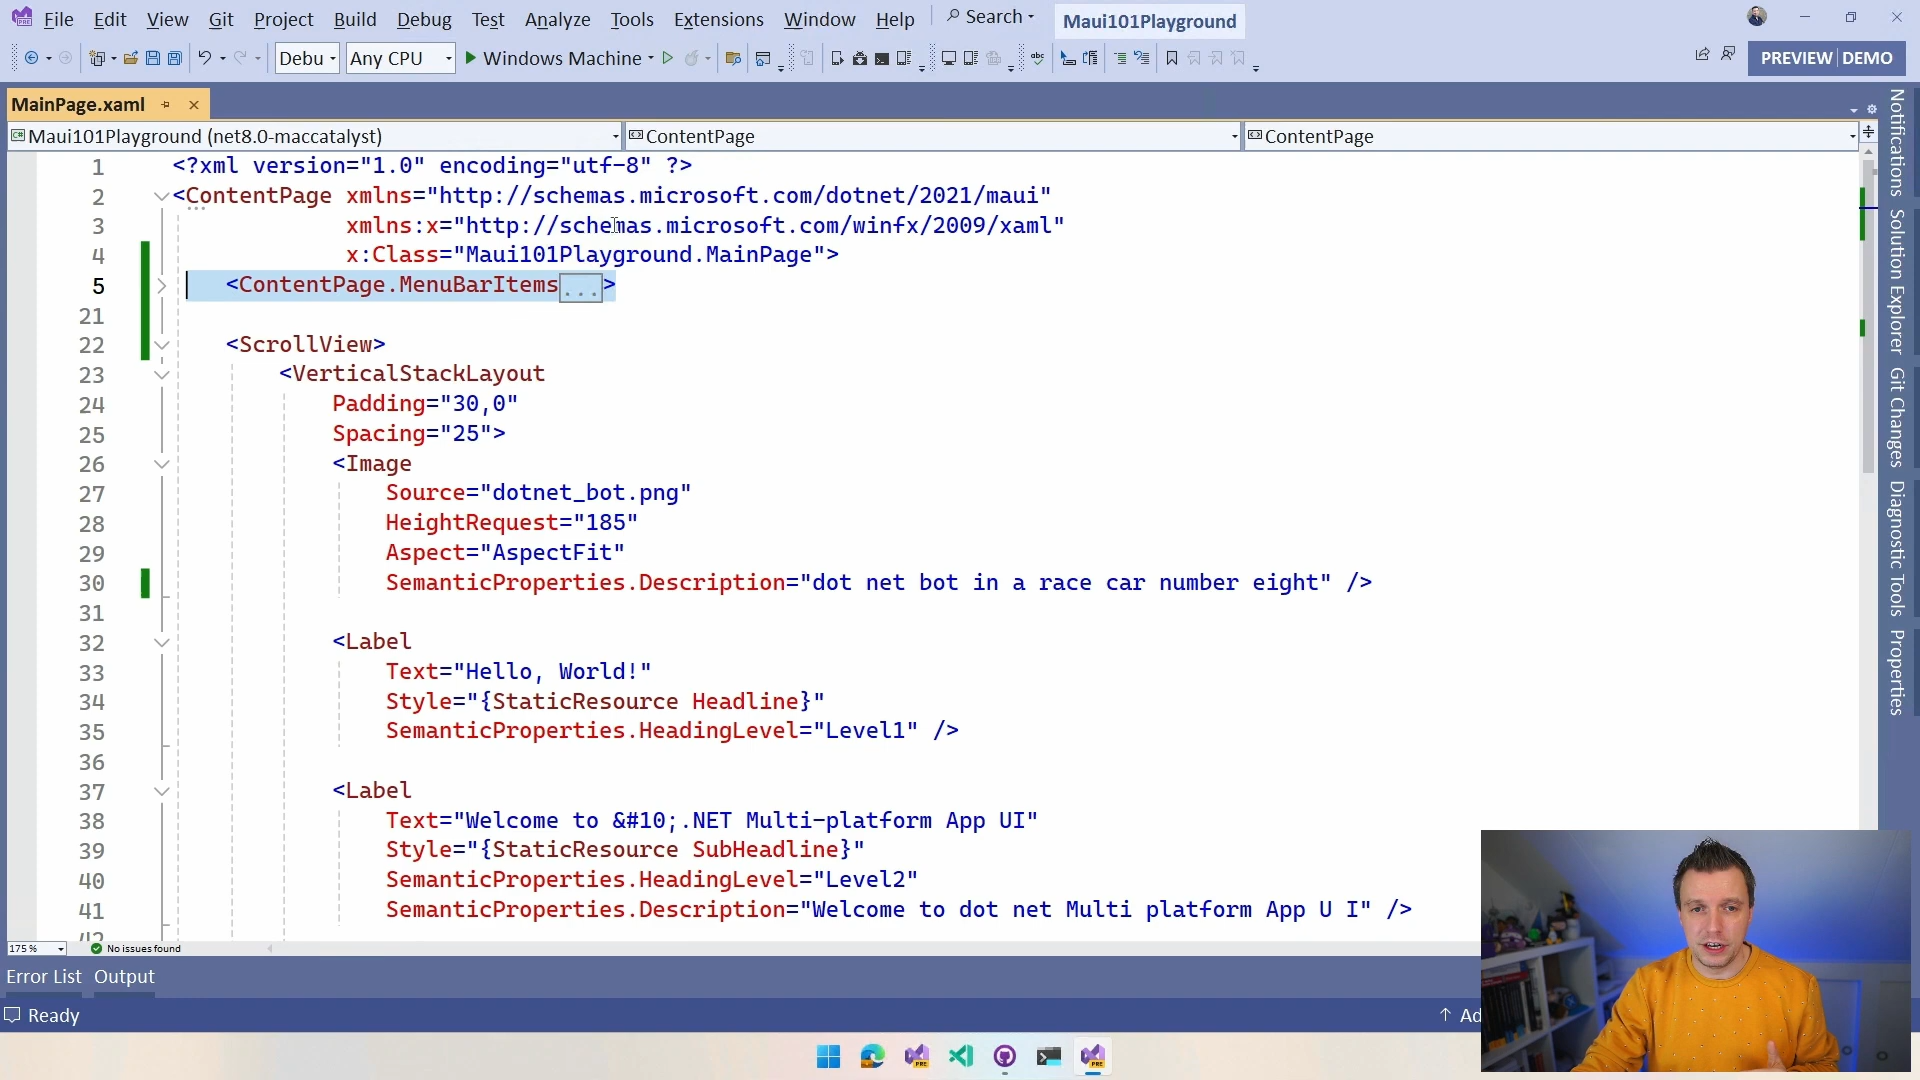 File Edit View Git Project Build Debug Test Analyze Tools Extensions Window Help Search Maui101Playground
Debu Any CPU Windows Machine PREVIEW DEMO
MainPage.xaml
Maui101Playground (net8.0-maccatalyst) ContentPage ContentPage
1 <?xml version="1.0" encoding="utf-8" ?>
2 <ContentPage xmlns="http://schemas.microsoft.com/dotnet/2021/maui"
3 xmlns:x="http://schemas.microsoft.com/winfx/2009/xaml"
4 x:Class="Maui101Playground.MainPage">
5 <ContentPage.MenuBarItems...>
21
22 <ScrollView>
23 <VerticalStackLayout
24 Padding="30,0"
25 Spacing="25">
26 <Image
27 Source="dotnet_bot.png"
28 HeightRequest="185"
29 Aspect="AspectFit"
30 SemanticProperties.Description="dot net bot in a race car number eight" />
31
32 <Label
33 Text="Hello, World!"
34 Style="{StaticResource Headline}"
35 SemanticProperties.HeadingLevel="Level1" />
36
37 <Label
38 Text="Welcome to &#10;.NET Multi-platform App UI"
39 Style="{StaticResource SubHeadline}"
40 SemanticProperties.HeadingLevel="Level2"
41 SemanticProperties.Description="Welcome to dot net Multi platform App U I" />
42
175 % No issues found
Error List Output
Ready Ad
Notifications
Solution Explorer
Git Changes
Diagnostic Tools
Properties